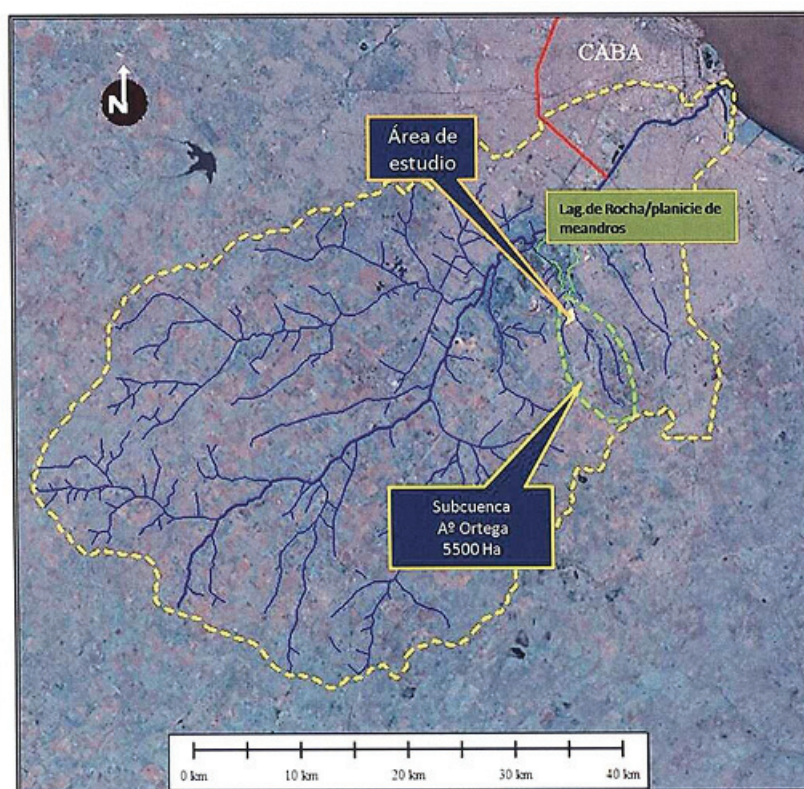 CABA
N
Área de
estudio
Lag.de Rocha/planicie de
meandros
Subcuenca
Aº Ortega
5500 Ha
0 km
10 km
20 km
30 km
40 km